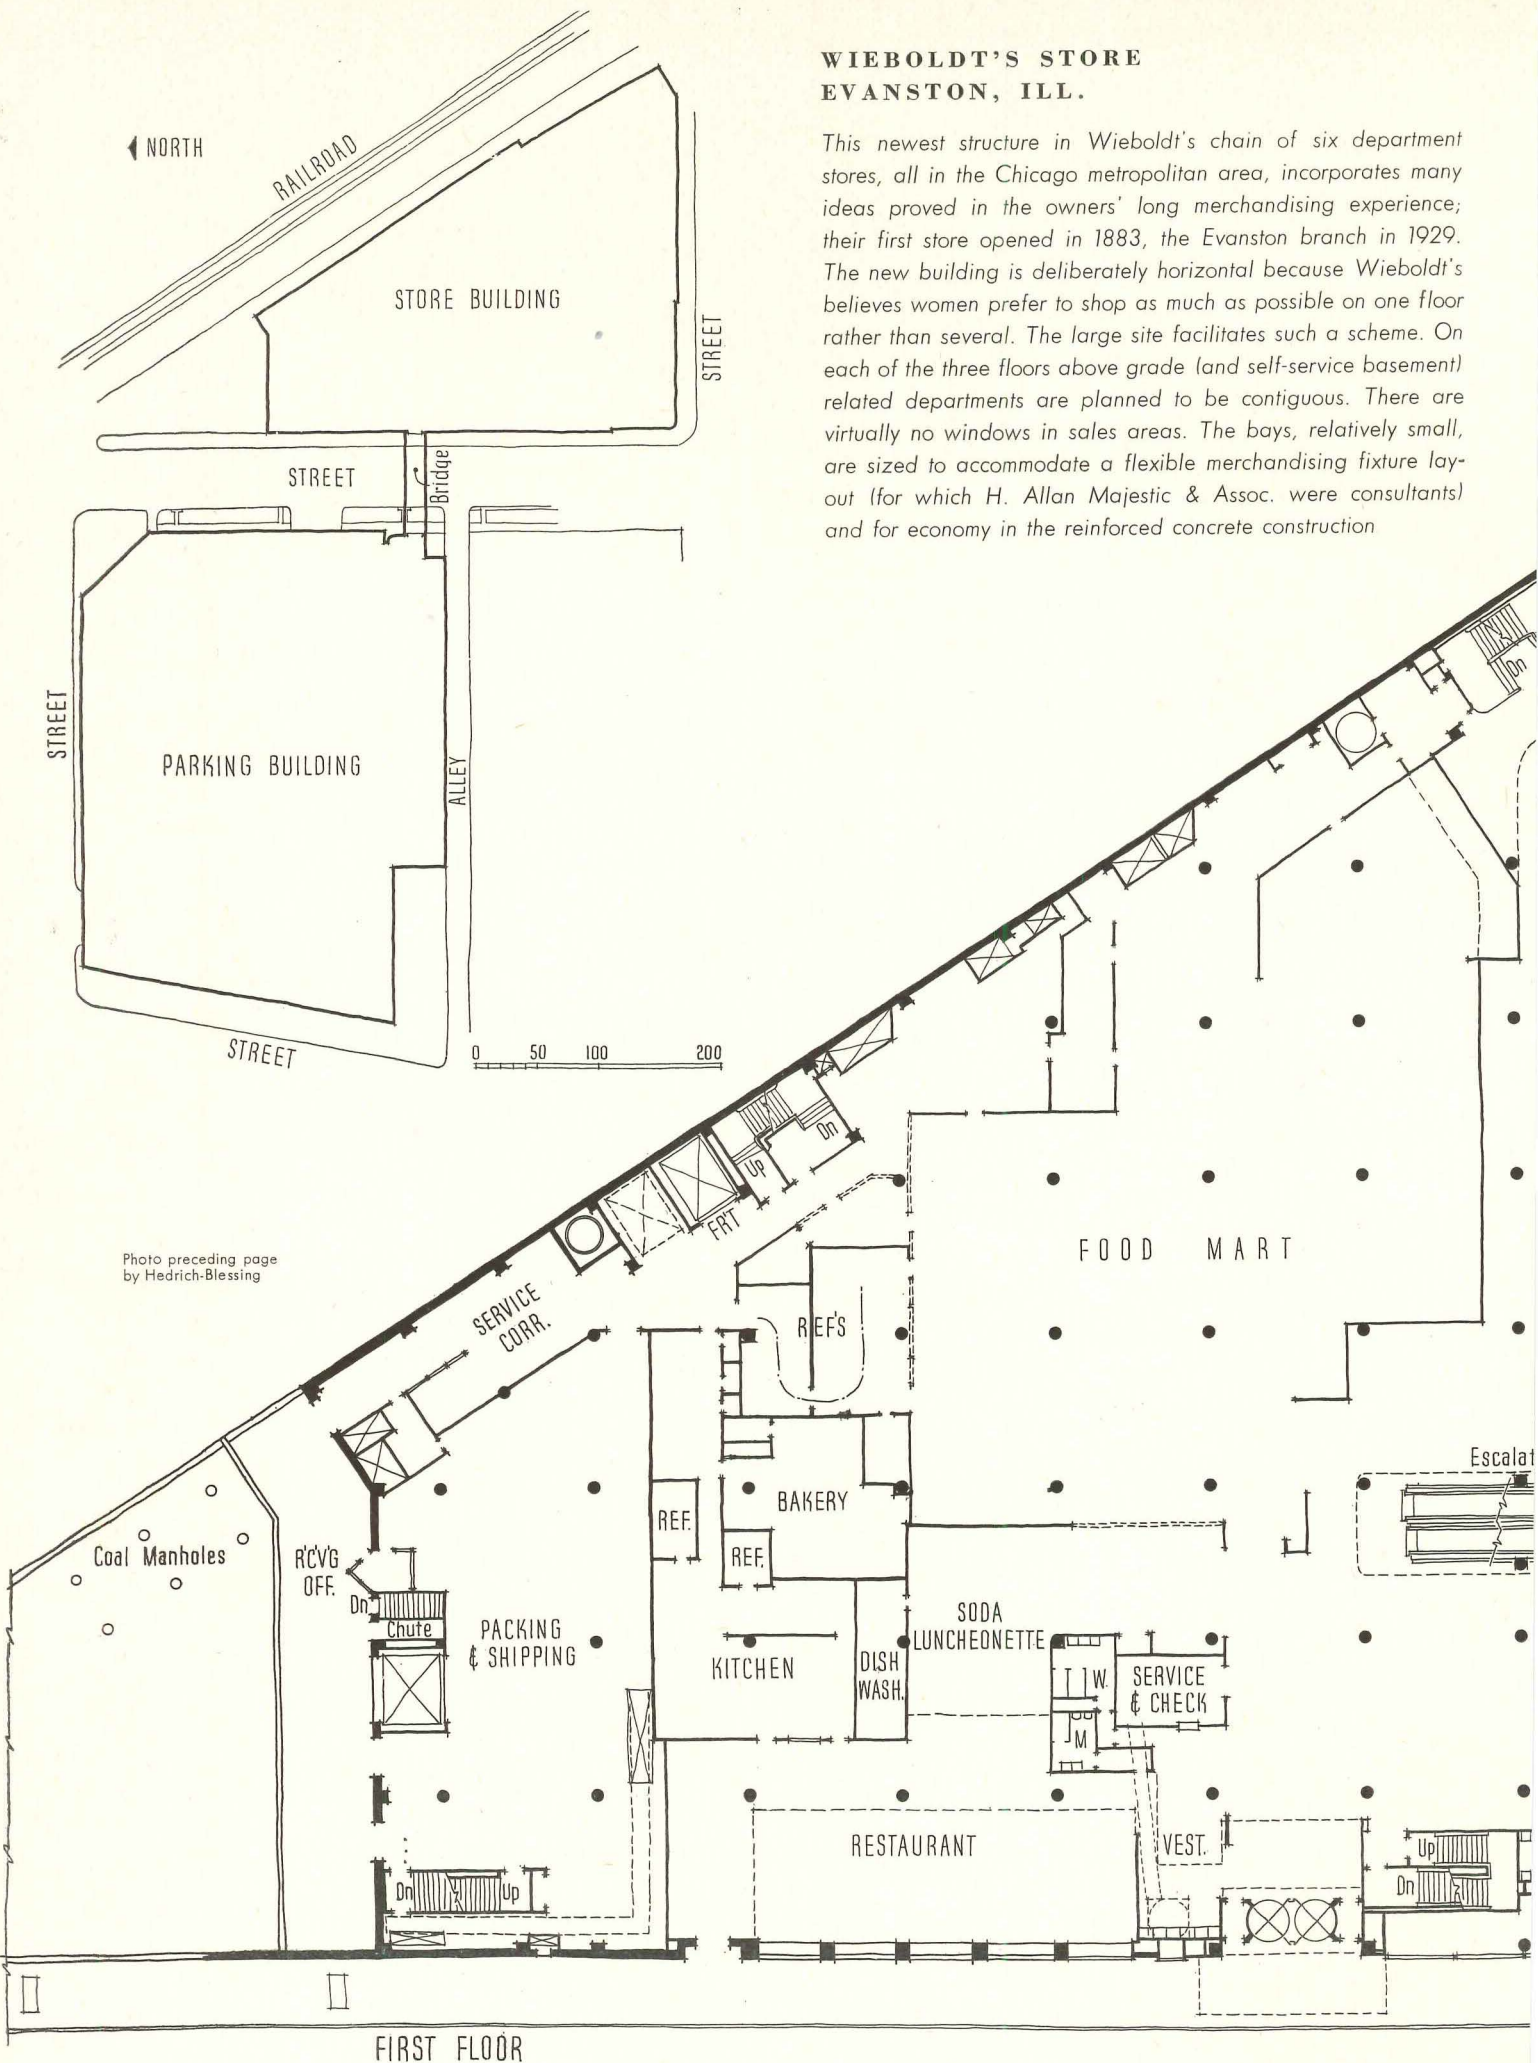 WIEBOLDT'S STORE
EVANSTON, ILL.
This newest structure in Wieboldt's chain of six department
stores, all in the Chicago metropolitan area, incorporates many
ideas proved in the owners' long merchandising experience;
their first store opened in 1883, the Evanston branch in 1929.
The new building is deliberately horizontal because Wieboldt's
believes women prefer to shop as much as possible on one floor
rather than several. The large site facilitates such a scheme. On
each of the three floors above grade (and self-service basement)
related departments are planned to be contiguous. There are
virtually no windows in sales areas. The bays, relatively small,
are sized to accommodate a flexible merchandising fixture lay-
out (for which H. Allan Majestic & Assoc. were consultants)
and for economy in the reinforced concrete construction
NORTH
RAILROAD
STORE BUILDING
STREET
STREET
Bridge
STREET
PARKING BUILDING
ALLEY
STREET
0 50 100 200
Photo preceding page
by Hedrich-Blessing
Dn
Dn
Up
FR'T
FOOD MART
SERVICE
CORR.
REF'S
Escalat
BAKERY
REF.
REF.
Coal Manholes
R'CV'G
OFF.
Dn
Chute
PACKING
& SHIPPING
KITCHEN
DISH
WASH.
SODA
LUNCHEONETTE
W.
SERVICE
& CHECK
M
RESTAURANT
VEST.
Up
Dn
Dn
Up
FIRST FLOOR